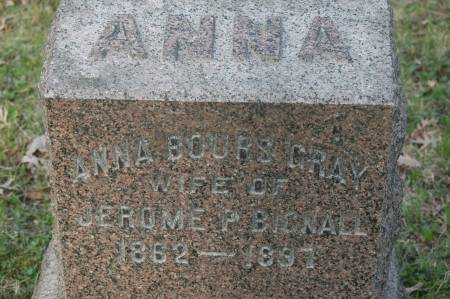 ANNA
ANNA BOURS GRAY
WIFE OF
JEROME P. BIGNALL
1862 — 1897